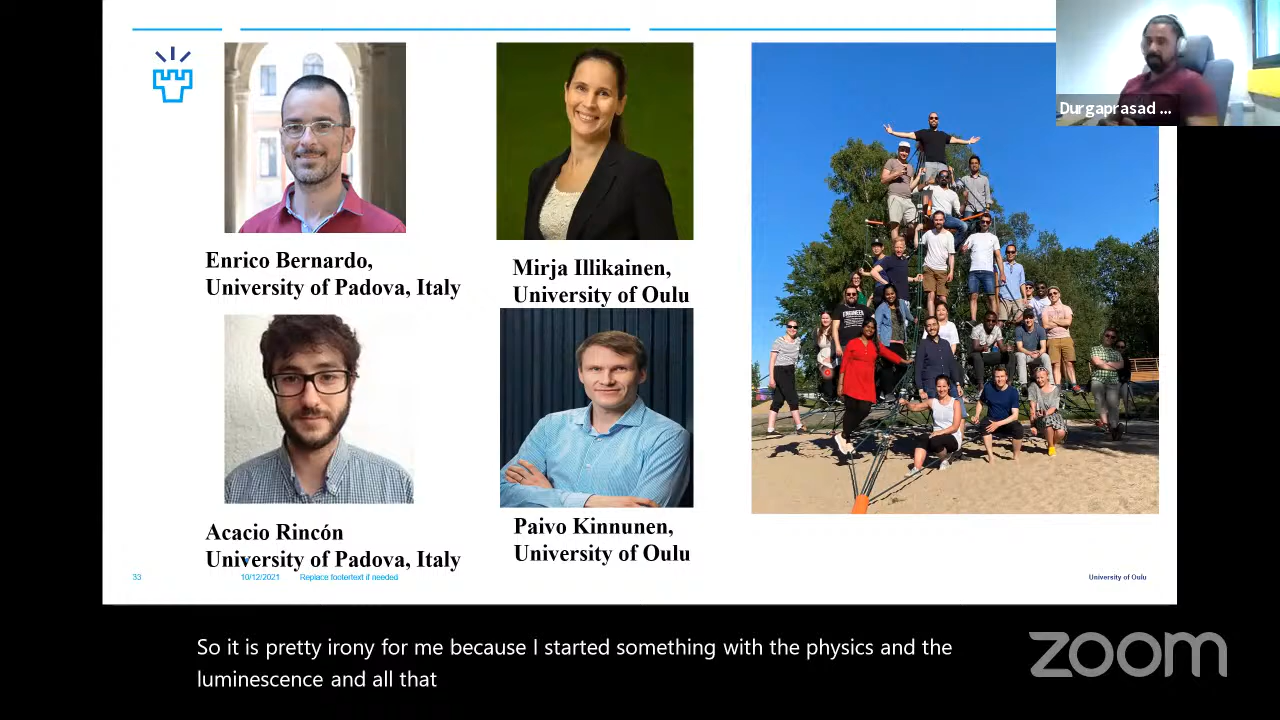 Durgaprasad ...
Enrico Bernardo,
University of Padova, Italy
Mirja Illikainen,
University of Oulu
Acacio Rincón
University of Padova, Italy
Paivo Kinnunen,
University of Oulu
ENGINEER
33
10/12/2021
Replace footertext if needed
University of Oulu
So it is pretty irony for me because I started something with the physics and the
luminescence and all that
zoom